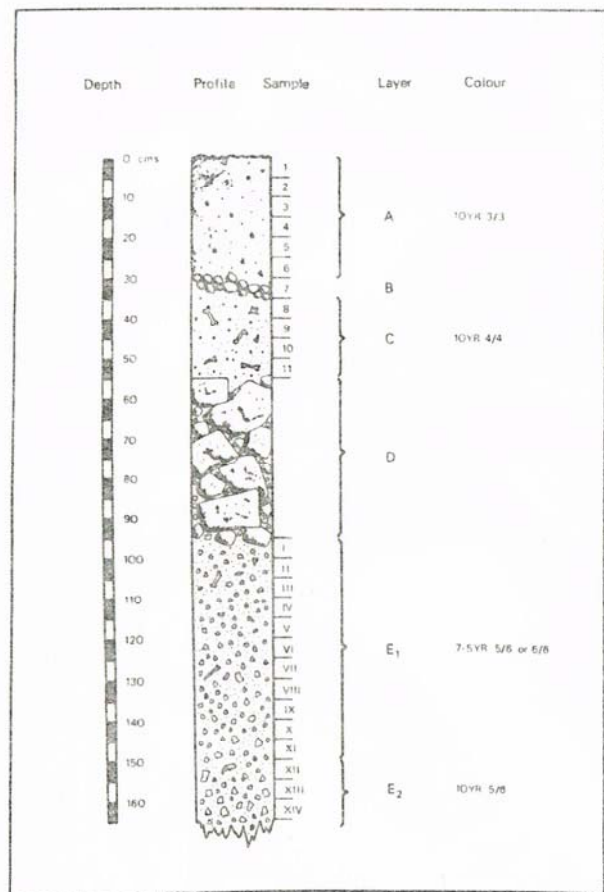 Depth Profile Sample Layer Colour
0 cms
1
2
10
3
A 10YR 3/3
4
20
5
6
30
7 B
8
40
9
C 10YR 4/4
10
50
11
60
70
D
80
90
I
100
II
III
110
IV
V
120
VI E1 7-5YR 5/6 or 6/8
VII
130
VIII
IX
140
X
XI
150
XII
XIII E2 10YR 5/8
160
XIV